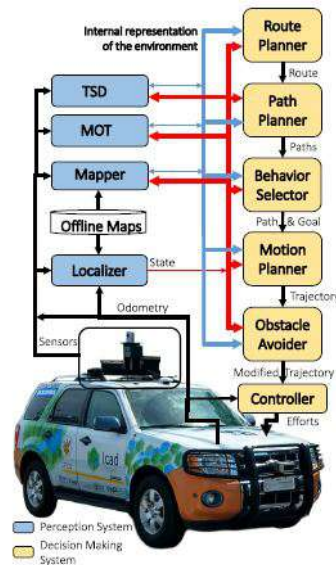 Internal representation
of the environment
Route
Planner
Route
TSD
Path
Planner
MOT
Paths
Mapper
Behavior
Selector
Offline Maps
Path & Goal
Localizer
State
Motion
Planner
Odometry
Trajectory
Obstacle
Avoider
Sensors
Modified Trajectory
Controller
Efforts
lcad
Perception System
Decision Making
System